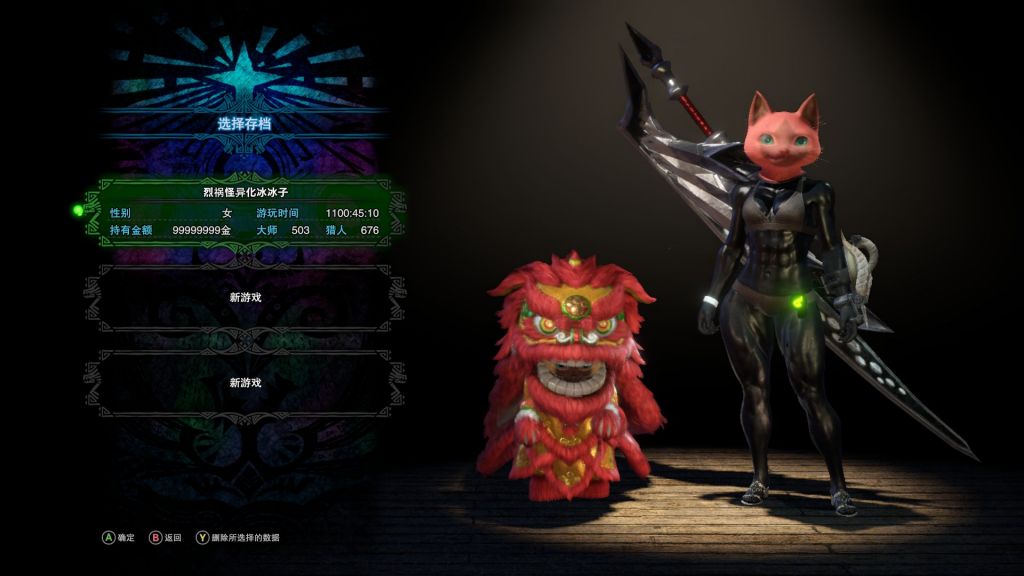 选择存档
烈祸怪异化冰冰子
性别 女 游玩时间 1100:45:10
持有金额 99999999金 大师 503 猎人 676
新游戏
新游戏
A 确定 B 返回 Y 删除所选择的数据